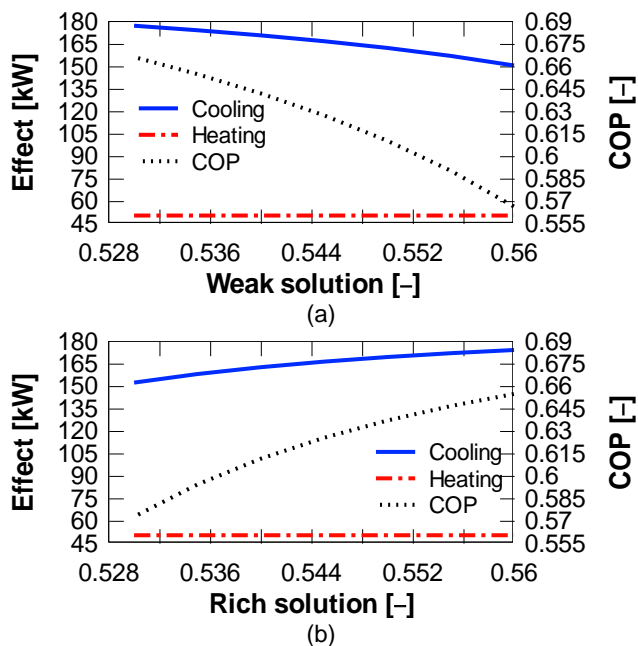 180 0.69
165 0.675
150 0.66
135 0.645
120 0.63
105 0.615
90 0.6
75 0.585
60 0.57
45 0.555
Effect [kW]
COP [–]
Cooling
Heating
COP
0.528 0.536 0.544 0.552 0.56
Weak solution [–]
(a)
180 0.69
165 0.675
150 0.66
135 0.645
120 0.63
105 0.615
90 0.6
75 0.585
60 0.57
45 0.555
Effect [kW]
COP [–]
Cooling
Heating
COP
0.528 0.536 0.544 0.552 0.56
Rich solution [–]
(b)